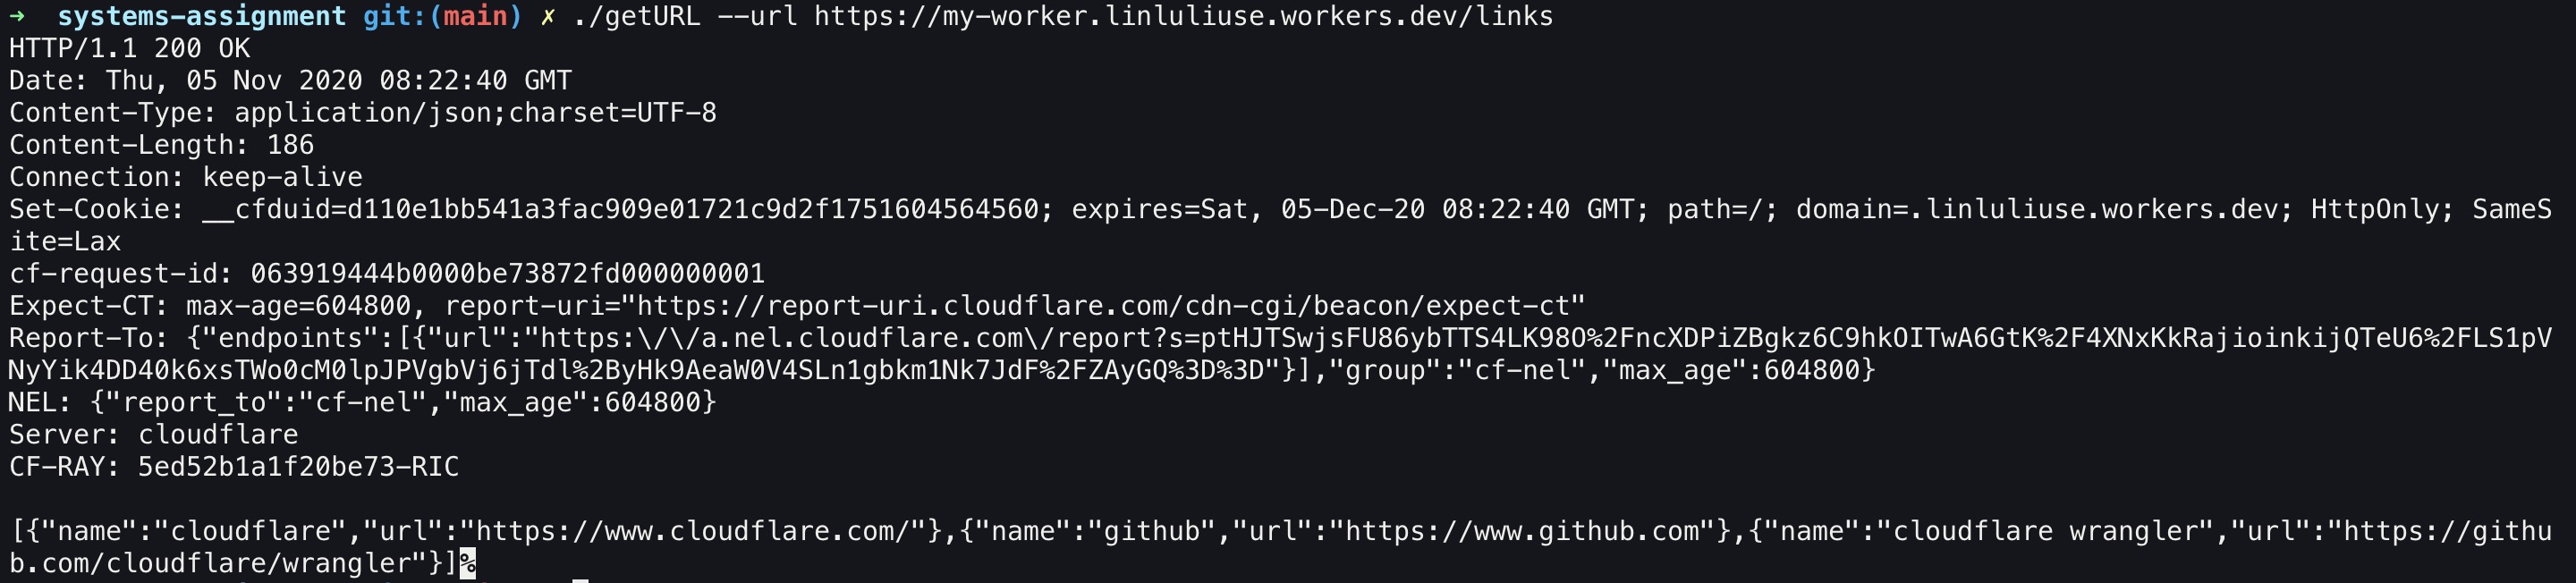 ➜  systems-assignment git:(main) ✗ ./getURL --url https://my-worker.linluliuse.workers.dev/links
HTTP/1.1 200 OK
Date: Thu, 05 Nov 2020 08:22:40 GMT
Content-Type: application/json;charset=UTF-8
Content-Length: 186
Connection: keep-alive
Set-Cookie: __cfduid=d110e1bb541a3fac909e01721c9d2f1751604564560; expires=Sat, 05-Dec-20 08:22:40 GMT; path=/; domain=.linluliuse.workers.dev; HttpOnly; SameS
ite=Lax
cf-request-id: 063919444b0000be73872fd000000001
Expect-CT: max-age=604800, report-uri="https://report-uri.cloudflare.com/cdn-cgi/beacon/expect-ct"
Report-To: {"endpoints":[{"url":"https:\/\/a.nel.cloudflare.com\/report?s=ptHJTSwjsFU86ybTTS4LK98O%2FncXDPiZBgkz6C9hkOITwA6GtK%2F4XNxKkRajioinkijQTeU6%2FLS1pV
NyYik4DD40k6xsTWo0cM0lpJPVgbVj6jTdl%2ByHk9AeaW0V4SLn1gbkm1Nk7JdF%2FZAyGQ%3D%3D"}],"group":"cf-nel","max_age":604800}
NEL: {"report_to":"cf-nel","max_age":604800}
Server: cloudflare
CF-RAY: 5ed52b1a1f20be73-RIC
[{"name":"cloudflare","url":"https://www.cloudflare.com/"},{"name":"github","url":"https://www.github.com"},{"name":"cloudflare wrangler","url":"https://githu
b.com/cloudflare/wrangler"}]%